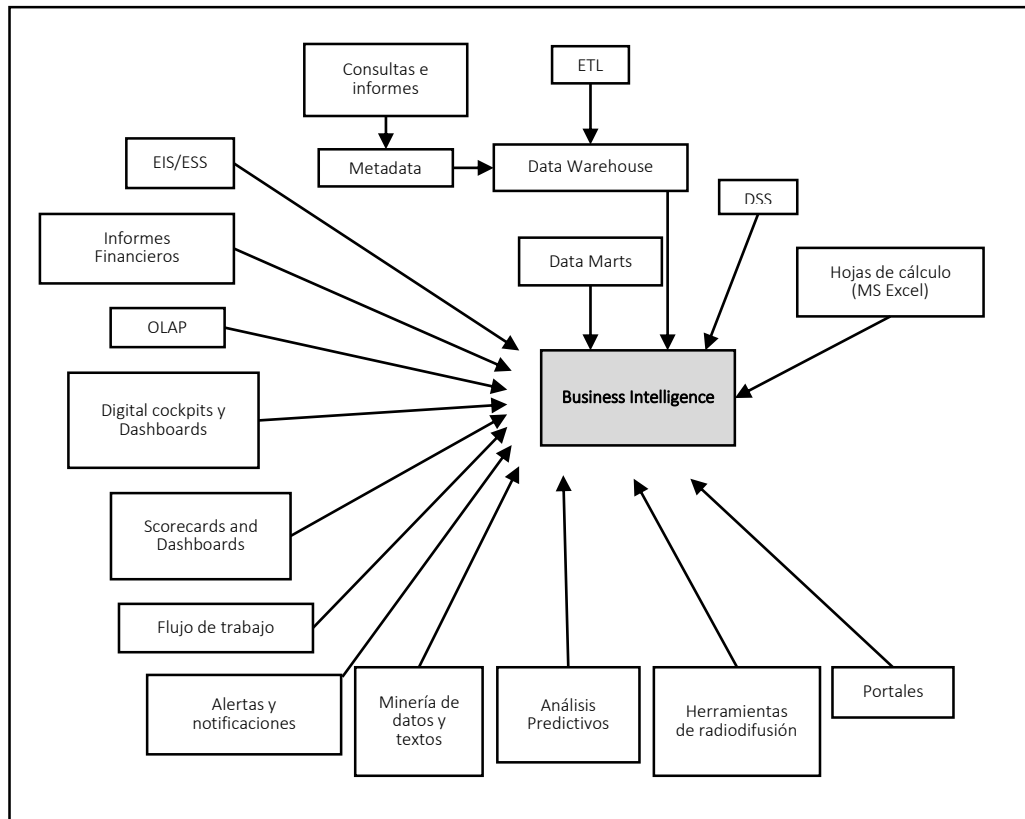 Consultas e
informes
ETL
EIS/ESS
Metadata
Data Warehouse
DSS
Informes
Financieros
Data Marts
Hojas de cálculo
(MS Excel)
OLAP
Business Intelligence
Digital cockpits y
Dashboards
Scorecards and
Dashboards
Flujo de trabajo
Alertas y
notificaciones
Minería de
datos y
textos
Análisis
Predictivos
Herramientas
de radiodifusión
Portales